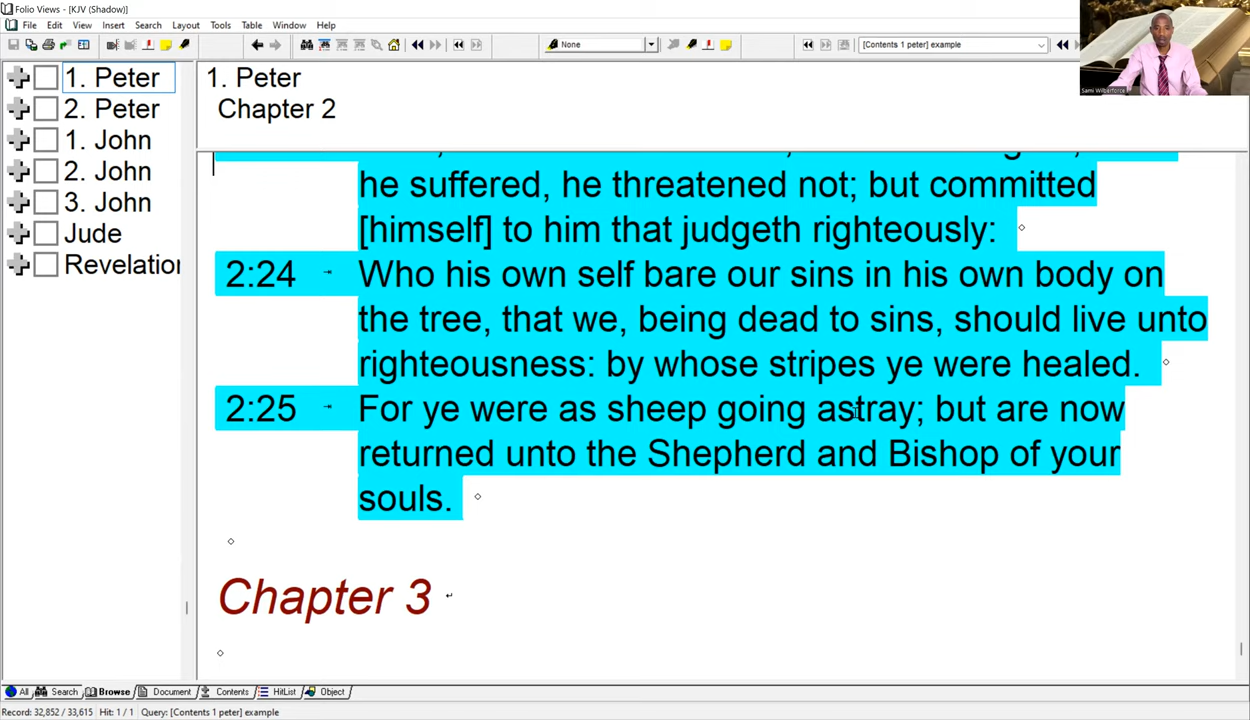 Folio Views - [KJV (Shadow)]
File Edit View Insert Search Layout Tools Table Window Help
None [Contents 1 peter] example
Sami Wilberforce
1. Peter
2. Peter
1. John
2. John
3. John
Jude
Revelation
1. Peter
Chapter 2
he suffered, he threatened not; but committed
[himself] to him that judgeth righteously:
2:24 Who his own self bare our sins in his own body on
the tree, that we, being dead to sins, should live unto
righteousness: by whose stripes ye were healed.
2:25 For ye were as sheep going astray; but are now
returned unto the Shepherd and Bishop of your
souls.
Chapter 3
All Search Browse Document Contents HitList Object
Record: 32,852 / 33,615 Hit: 1 / 1 Query: [Contents 1 peter] example